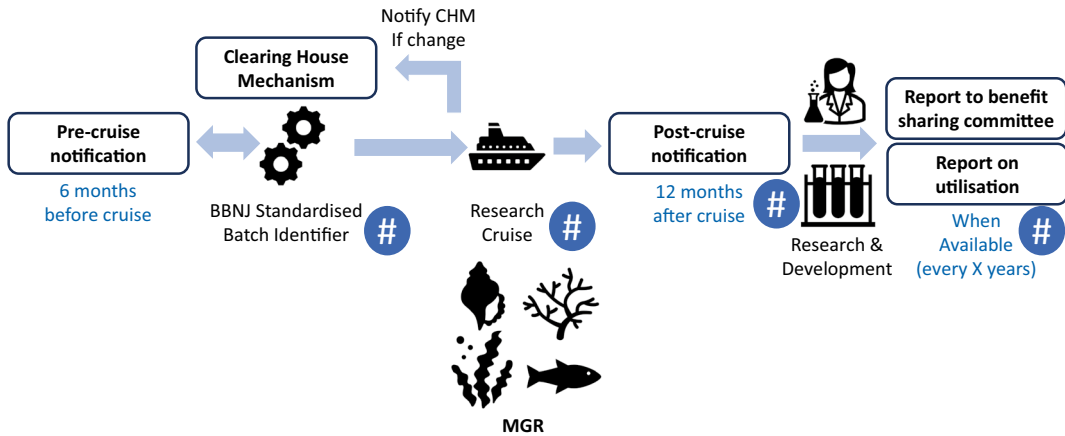 Notify CHM
If change
Clearing House
Mechanism
Pre-cruise
notification
6 months
before cruise
BBNJ Standardised
Batch Identifier
#
Research
Cruise
#
MGR
Post-cruise
notification
12 months
after cruise
#
Research &
Development
Report to benefit
sharing committee
Report on
utilisation
When
Available
(every X years)
#